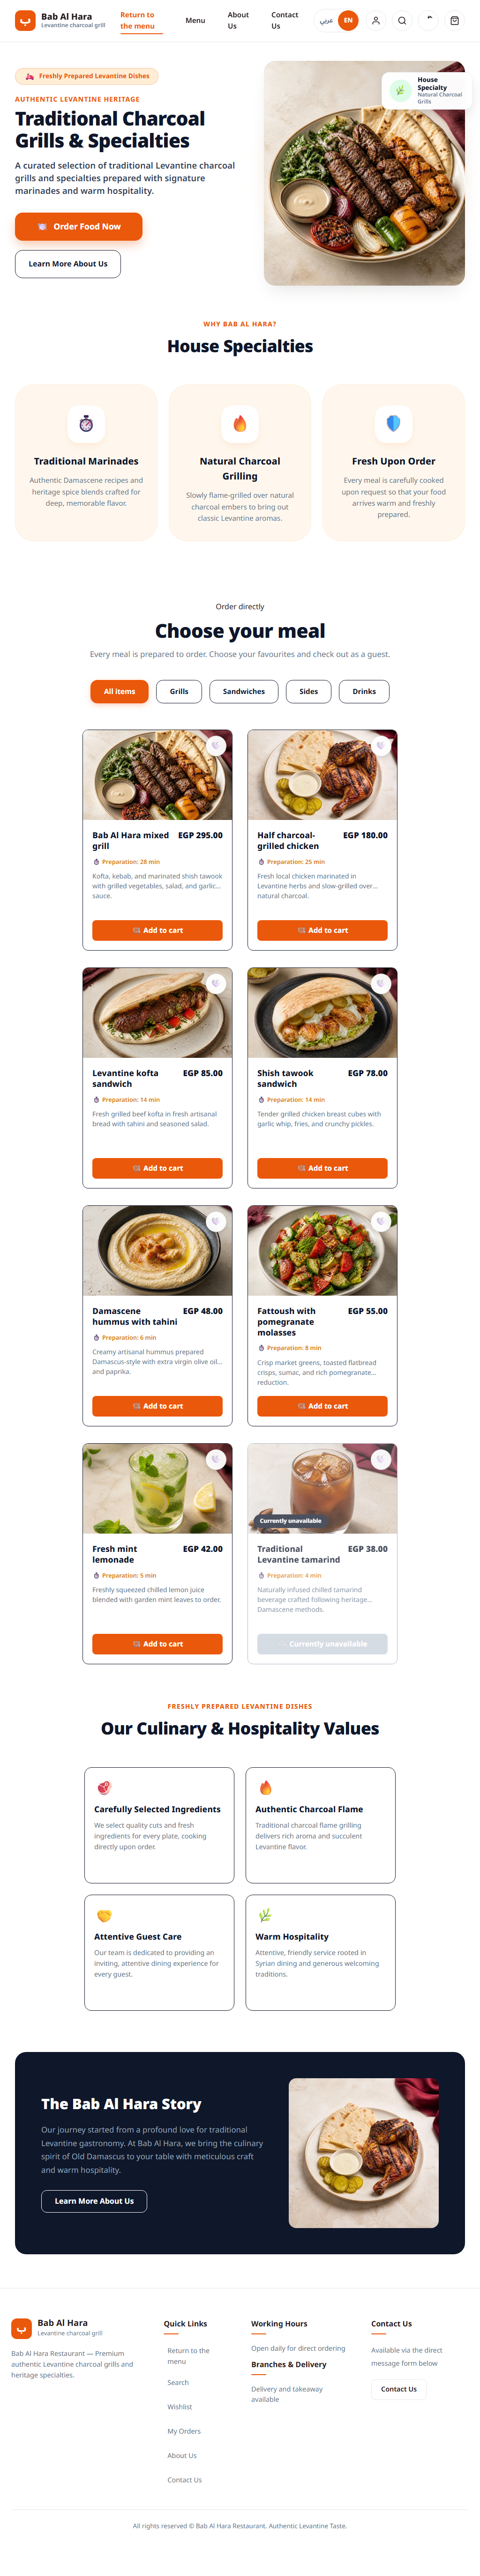 ب
Bab Al Hara
Levantine charcoal grill
Return to
the menu
Menu
About
Us
Contact
Us
عربي
EN
Freshly Prepared Levantine Dishes
AUTHENTIC LEVANTINE HERITAGE
Traditional Charcoal
Grills & Specialties
A curated selection of traditional Levantine charcoal
grills and specialties prepared with signature
marinades and warm hospitality.
Order Food Now
Learn More About Us
House
Specialty
Natural Charcoal
Grills
WHY BAB AL HARA?
House Specialties
Traditional Marinades
Authentic Damascene recipes and
heritage spice blends crafted for
deep, memorable flavor.
Natural Charcoal
Grilling
Slowly flame-grilled over natural
charcoal embers to bring out
classic Levantine aromas.
Fresh Upon Order
Every meal is carefully cooked
upon request so that your food
arrives warm and freshly
prepared.
Order directly
Choose your meal
Every meal is prepared to order. Choose your favourites and check out as a guest.
All items
Grills
Sandwiches
Sides
Drinks
Bab Al Hara mixed
grill
EGP 295.00
Preparation: 28 min
Kofta, kebab, and marinated shish tawook
with grilled vegetables, salad, and garlic...
sauce.
Add to cart
Half charcoal-
grilled chicken
EGP 180.00
Preparation: 25 min
Fresh local chicken marinated in
Levantine herbs and slow-grilled over...
natural charcoal.
Add to cart
Levantine kofta
sandwich
EGP 85.00
Preparation: 14 min
Fresh grilled beef kofta in fresh artisanal
bread with tahini and seasoned salad.
Add to cart
Shish tawook
sandwich
EGP 78.00
Preparation: 14 min
Tender grilled chicken breast cubes with
garlic whip, fries, and crunchy pickles.
Add to cart
Damascene
hummus with tahini
EGP 48.00
Preparation: 6 min
Creamy artisanal hummus prepared
Damascus-style with extra virgin olive oil...
and paprika.
Add to cart
Fattoush with
pomegranate
molasses
EGP 55.00
Preparation: 8 min
Crisp market greens, toasted flatbread
crisps, sumac, and rich pomegranate...
reduction.
Add to cart
Fresh mint
lemonade
EGP 42.00
Preparation: 5 min
Freshly squeezed chilled lemon juice
blended with garden mint leaves to order.
Add to cart
Currently unavailable
Traditional
Levantine tamarind
EGP 38.00
Preparation: 4 min
Naturally infused chilled tamarind
beverage crafted following heritage...
Damascene methods.
Currently unavailable
FRESHLY PREPARED LEVANTINE DISHES
Our Culinary & Hospitality Values
Carefully Selected Ingredients
We select quality cuts and fresh
ingredients for every plate, cooking
directly upon order.
Authentic Charcoal Flame
Traditional charcoal flame grilling
delivers rich aroma and succulent
Levantine flavor.
Attentive Guest Care
Our team is dedicated to providing an
inviting, attentive dining experience for
every guest.
Warm Hospitality
Attentive, friendly service rooted in
Syrian dining and generous welcoming
traditions.
The Bab Al Hara Story
Our journey started from a profound love for traditional
Levantine gastronomy. At Bab Al Hara, we bring the culinary
spirit of Old Damascus to your table with meticulous craft
and warm hospitality.
Learn More About Us
ب
Bab Al Hara
Levantine charcoal grill
Bab Al Hara Restaurant — Premium
authentic Levantine charcoal grills and
heritage specialties.
Quick Links
Return to the
menu
Search
Wishlist
My Orders
About Us
Contact Us
Working Hours
Open daily for direct ordering
Branches & Delivery
Delivery and takeaway
available
Contact Us
Available via the direct
message form below
Contact Us
All rights reserved © Bab Al Hara Restaurant. Authentic Levantine Taste.